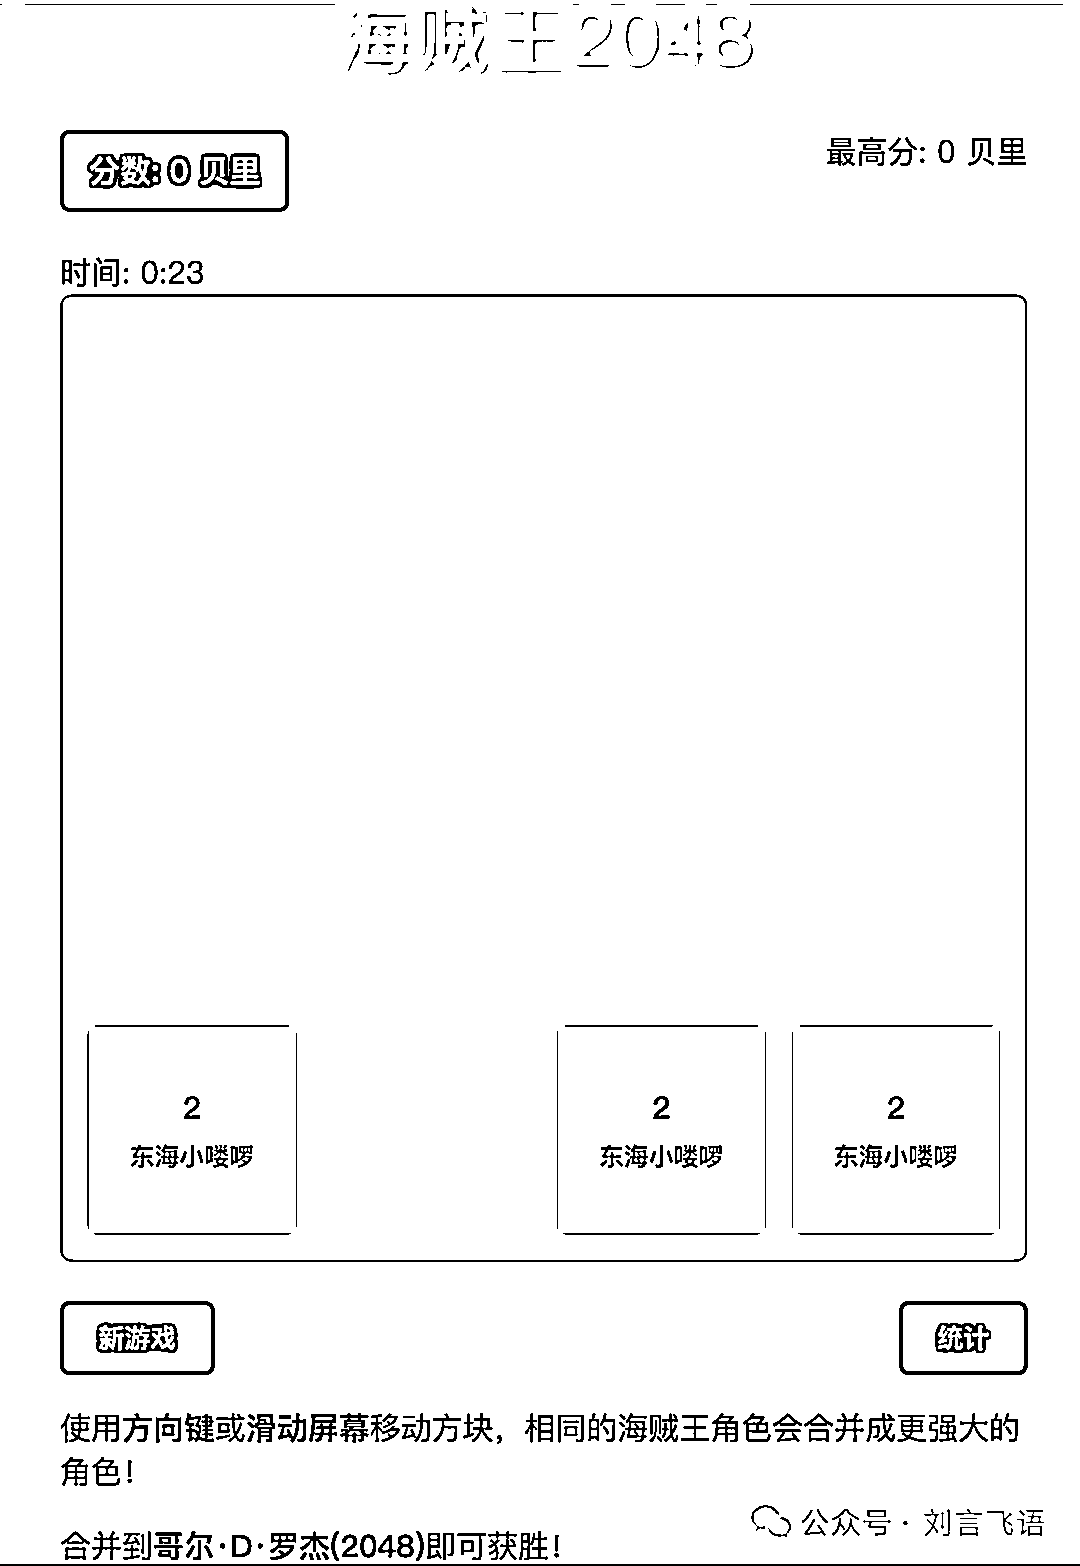 海贼王2048
分数: 0 贝里
最高分: 0 贝里
时间: 0:23
2
东海小喽啰
2
东海小喽啰
2
东海小喽啰
新游戏
统计
使用方向键或滑动屏幕移动方块，相同的海贼王角色会合并成更强大的
角色！
合并到哥尔·D·罗杰(2048)即可获胜！
公众号 · 刘言飞语